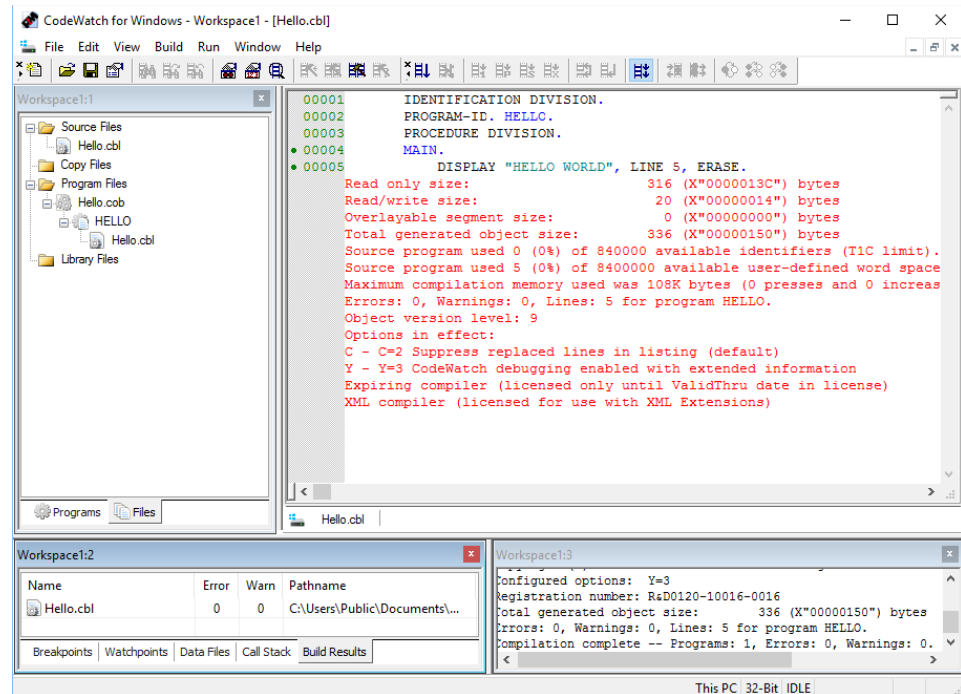 CodeWatch for Windows - Workspace1 - [Hello.cbl]
File Edit View Build Run Window Help
Workspace1:1
Source Files
Hello.cbl
Copy Files
Program Files
Hello.cob
HELLO
Hello.cbl
Library Files
Programs Files
00001 IDENTIFICATION DIVISION.
00002 PROGRAM-ID. HELLO.
00003 PROCEDURE DIVISION.
00004 MAIN.
00005 DISPLAY "HELLO WORLD", LINE 5, ERASE.
Read only size: 316 (X"0000013C") bytes
Read/write size: 20 (X"00000014") bytes
Overlayable segment size: 0 (X"00000000") bytes
Total generated object size: 336 (X"00000150") bytes
Source program used 0 (0%) of 840000 available identifiers (T1C limit).
Source program used 5 (0%) of 8400000 available user-defined word space
Maximum compilation memory used was 108K bytes (0 presses and 0 increas
Errors: 0, Warnings: 0, Lines: 5 for program HELLO.
Object version level: 9
Options in effect:
C - C=2 Suppress replaced lines in listing (default)
Y - Y=3 CodeWatch debugging enabled with extended information
Expiring compiler (licensed only until ValidThru date in license)
XML compiler (licensed for use with XML Extensions)
Hello.cbl
Workspace1:2
Name Error Warn Pathname
Hello.cbl 0 0 C:\Users\Public\Documents\...
Breakpoints Watchpoints Data Files Call Stack Build Results
Workspace1:3
Configured options: Y=3
Registration number: R&D0120-10016-0016
Total generated object size: 336 (X"00000150") bytes
Errors: 0, Warnings: 0, Lines: 5 for program HELLO.
Compilation complete -- Programs: 1, Errors: 0, Warnings: 0.
This PC 32-Bit IDLE